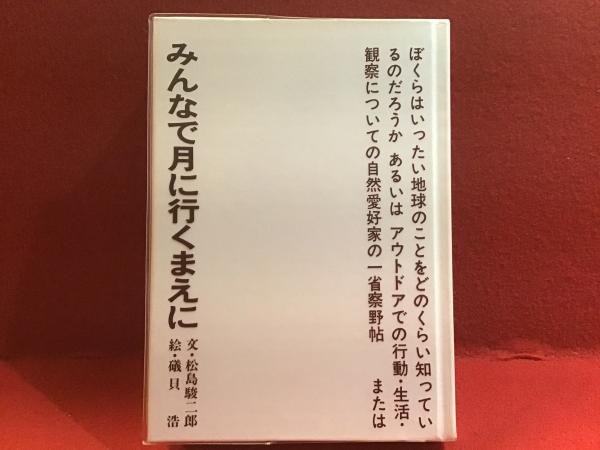 ぼくらはいったい地球のことをどのくらい知ってい
るのだろうか あるいは アウトドアでの行動・生活・
観察についての自然愛好家の一省察野帖 または
みんなで月に行くまえに
文・松島駿二郎
絵・礒貝 浩